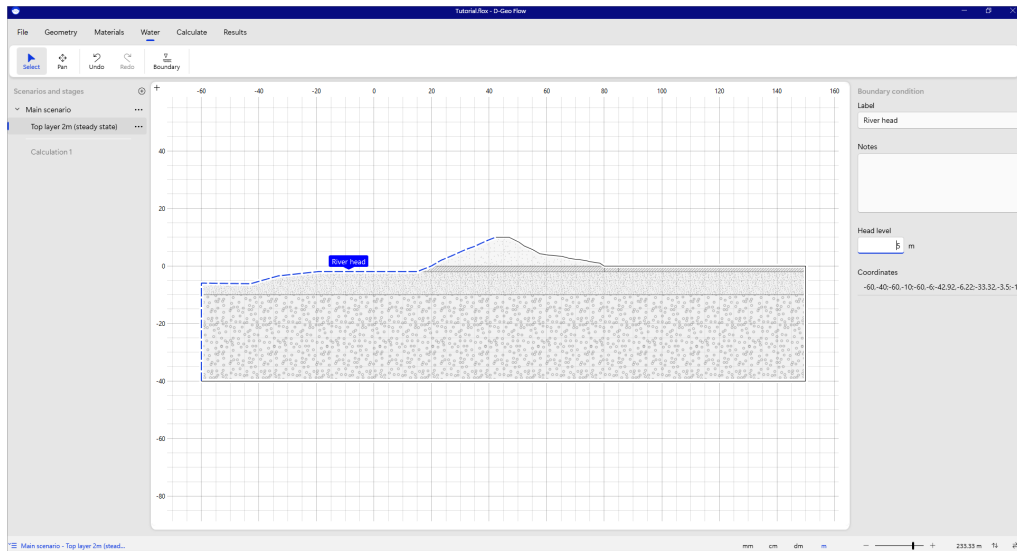 Tutorial.flox - D-Geo Flow
File Geometry Materials Water Calculate Results
Select Pan Undo Redo Boundary
Scenarios and stages
Main scenario
Top layer 2m (steady state)
Calculation 1
-60 -40 -20 0 20 40 60 80 100 120 140 160
40
20
0
-20
-40
-60
-80
River head
Boundary condition
Label
River head
Notes
Head level
5 m
Coordinates
-60,-40;-60,-10;-60,-6;-42.92,-6.22;-33.32,-3.5;-1
Main scenario - Top layer 2m (stead...
mm cm dm m
233.33 m